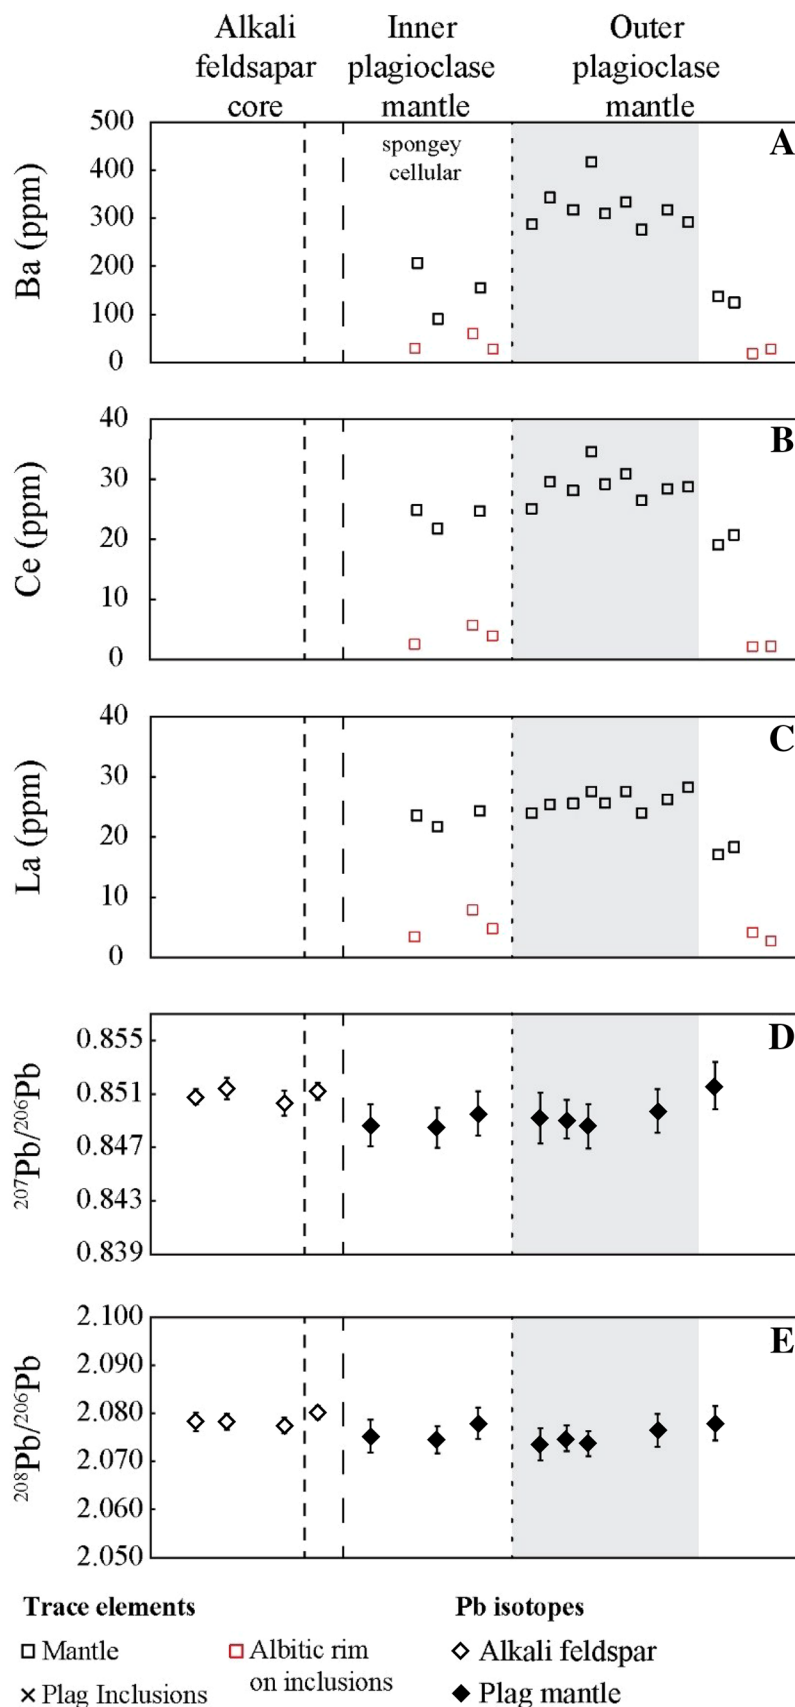 Alkali
feldsapar
core
Inner
plagioclase
mantle
Outer
plagioclase
mantle
A
spongey
cellular
Ba (ppm)
500
400
300
200
100
0
B
Ce (ppm)
40
30
20
10
0
C
La (ppm)
40
30
20
10
0
D
207Pb/206Pb
0.855
0.851
0.847
0.843
0.839
E
208Pb/206Pb
2.100
2.090
2.080
2.070
2.060
2.050
Trace elements
Mantle
Plag Inclusions
Albitic rim
on inclusions
Pb isotopes
Alkali feldspar
Plag mantle